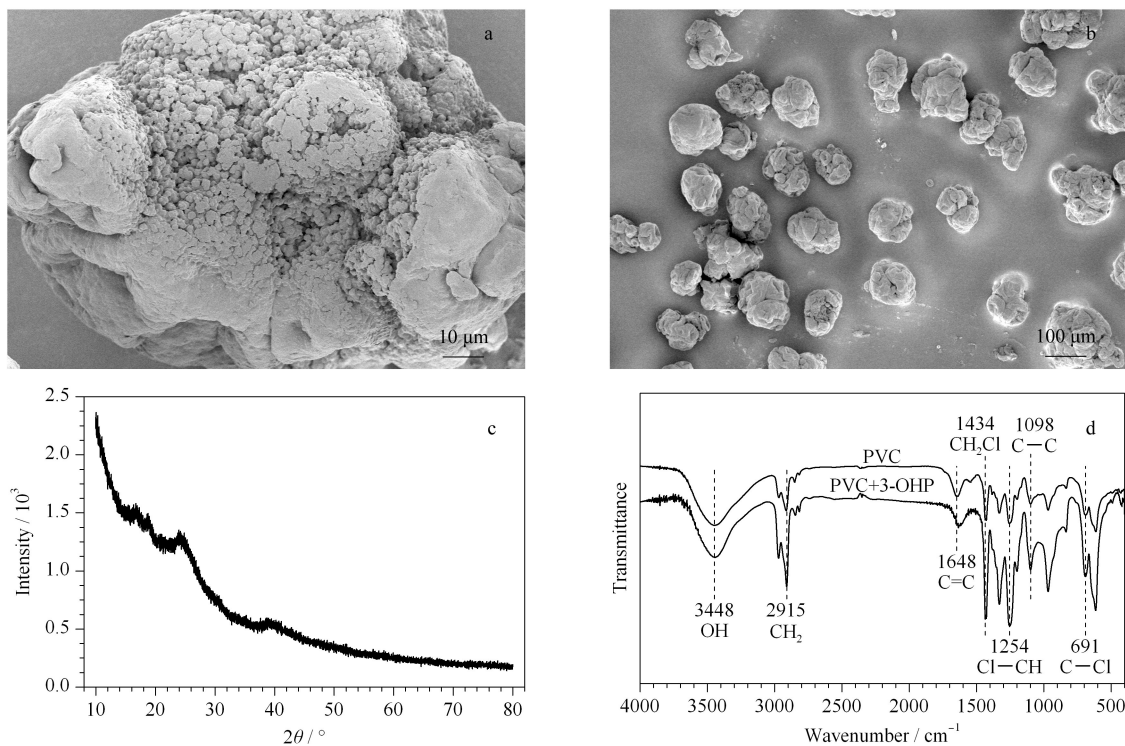 a
10 μm
b
100 μm
2.5
2.0
1.5
1.0
0.5
0.0
Intensity / 10³
c
10 20 30 40 50 60 70 80
2θ / °
Transmittance
d
1434 1098
CH₂Cl C—C
PVC
PVC+3-OHP
1648
C=C
3448 2915
OH CH₂
1254 691
Cl—CH C—Cl
4000 3500 3000 2500 2000 1500 1000 500
Wavenumber / cm⁻¹